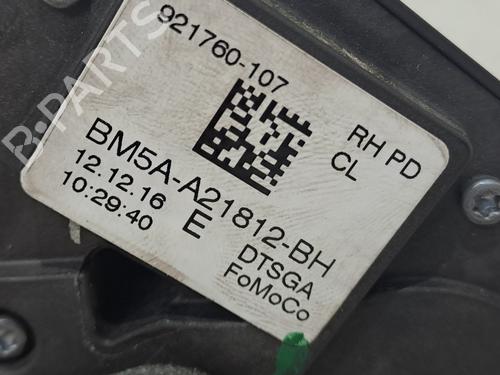 921760-107
RH PD
CL
BM5A-A21812-BH
12.12.16
E
DTSGA
10:29:40
FoMoCo
B-PARTS